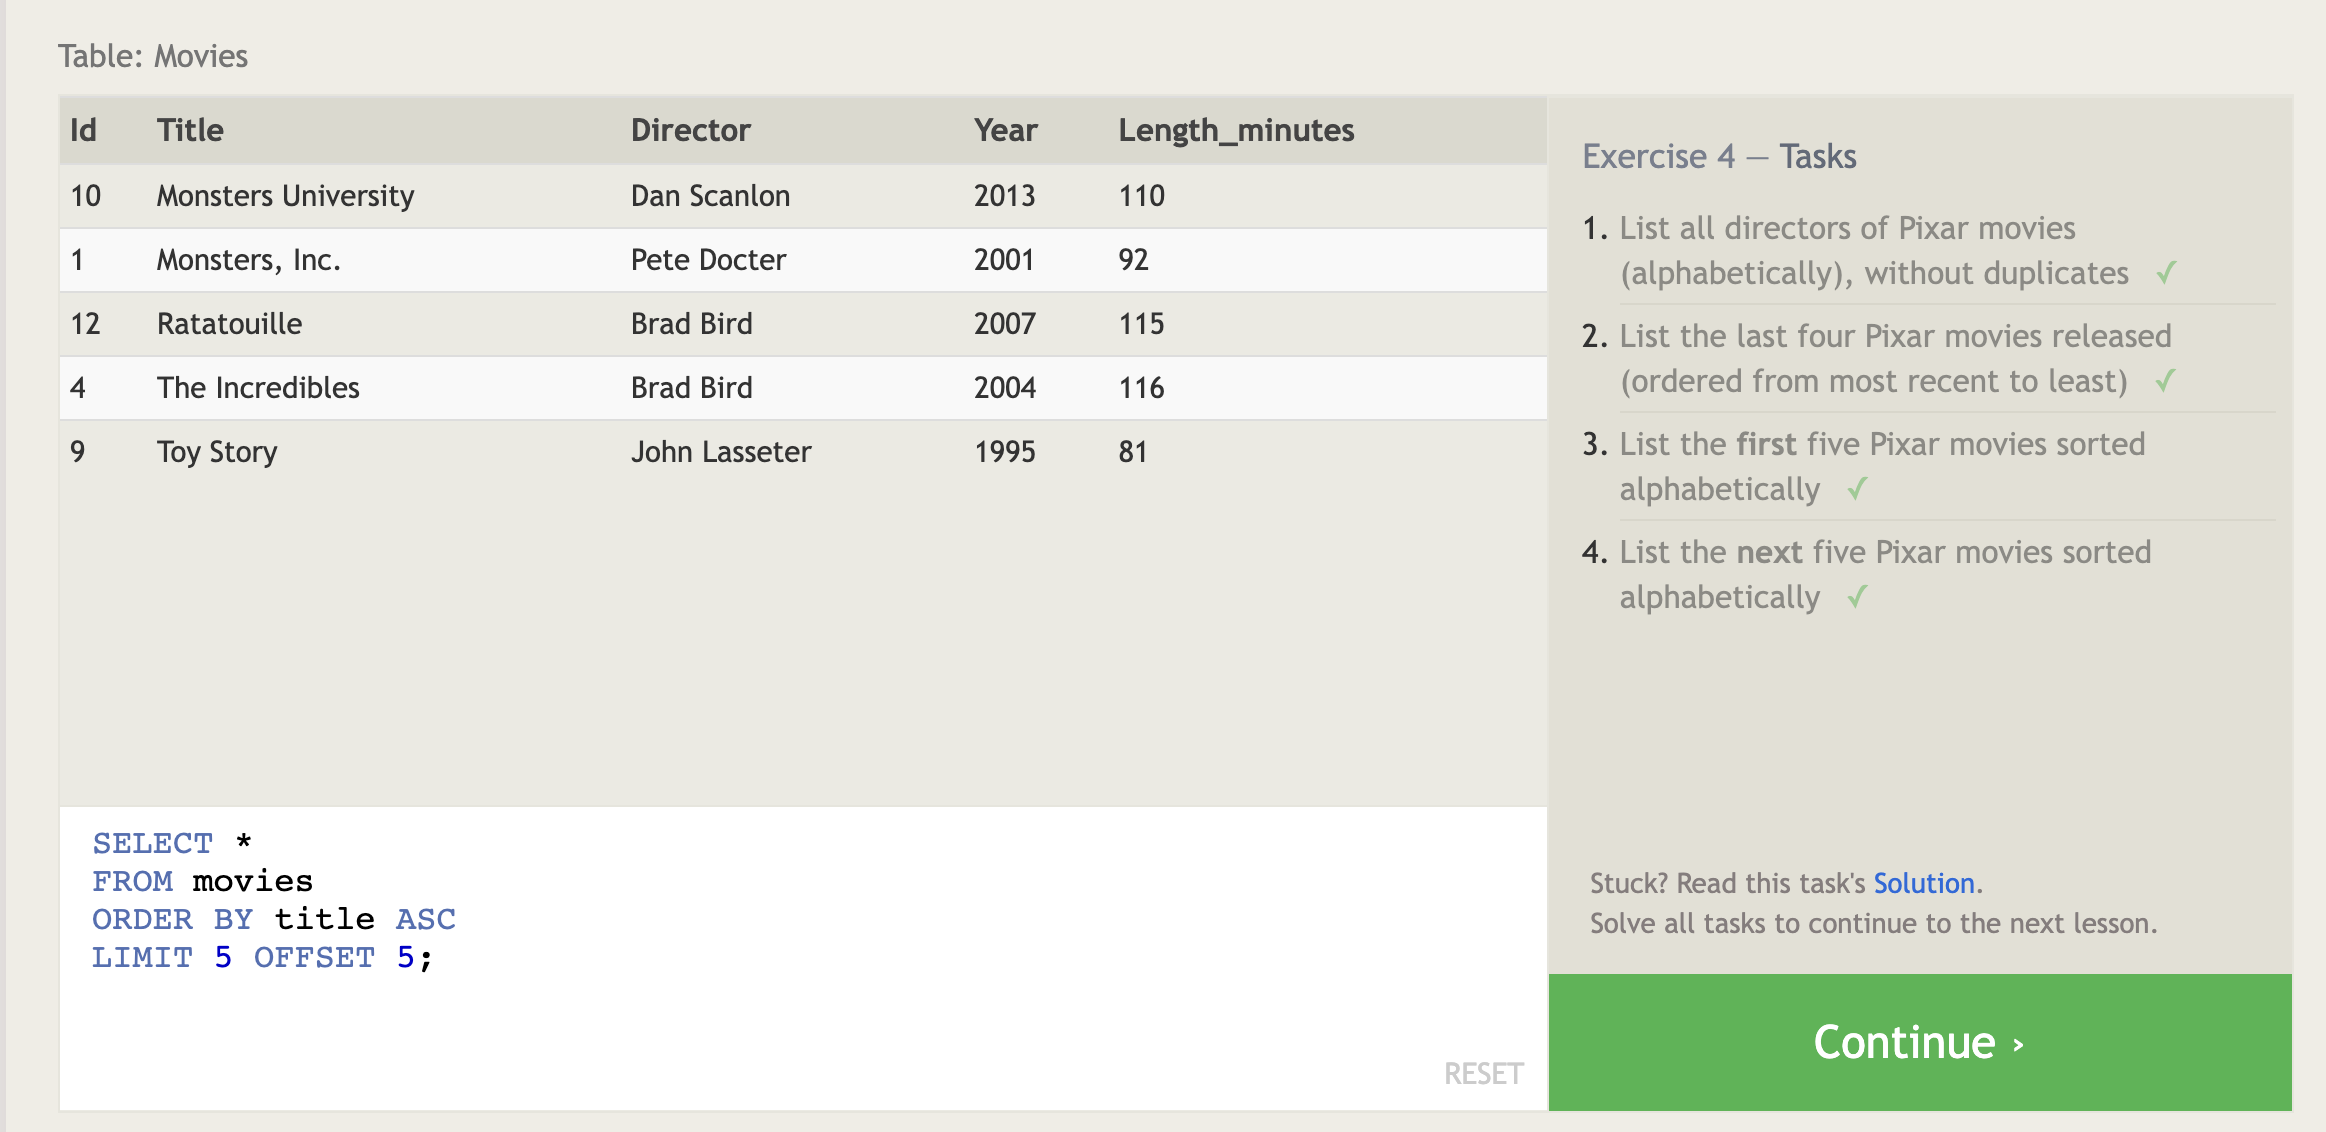 Table: Movies
Id Title Director Year Length_minutes
10 Monsters University Dan Scanlon 2013 110
1 Monsters, Inc. Pete Docter 2001 92
12 Ratatouille Brad Bird 2007 115
4 The Incredibles Brad Bird 2004 116
9 Toy Story John Lasseter 1995 81
SELECT *
FROM movies
ORDER BY title ASC
LIMIT 5 OFFSET 5;
RESET
Exercise 4 — Tasks
1. List all directors of Pixar movies
(alphabetically), without duplicates ✓
2. List the last four Pixar movies released
(ordered from most recent to least) ✓
3. List the first five Pixar movies sorted
alphabetically ✓
4. List the next five Pixar movies sorted
alphabetically ✓
Stuck? Read this task's Solution.
Solve all tasks to continue to the next lesson.
Continue ›